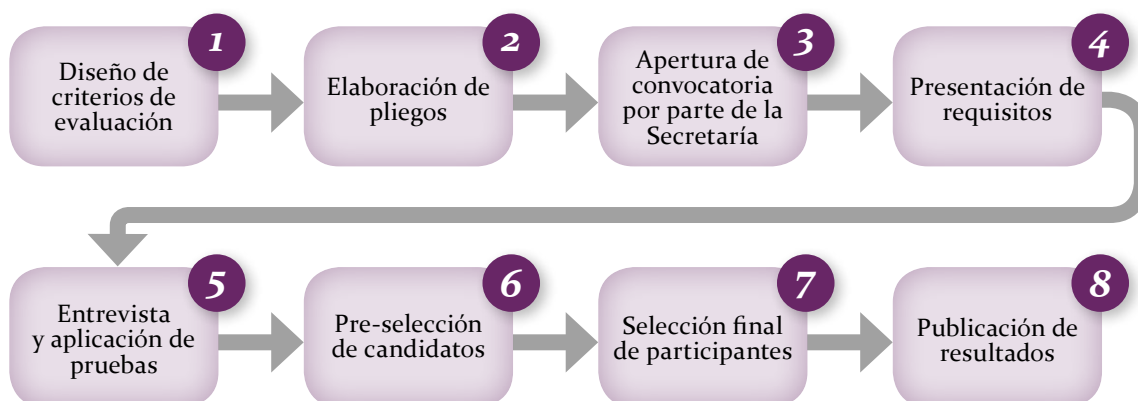 1
Diseño de
criterios de
evaluación
2
Elaboración de
pliegos
3
Apertura de
convocatoria
por parte de la
Secretaría
4
Presentación de
requisitos
5
Entrevista
y aplicación de
pruebas
6
Pre-selección
de candidatos
7
Selección final
de participantes
8
Publicación de
resultados